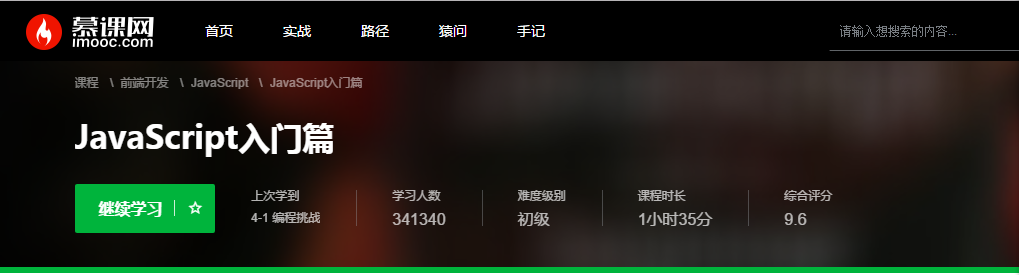 慕课网
imooc.com
首页 实战 路径 猿问 手记
请输入想搜索的内容...
课程 \ 前端开发 \ JavaScript \ JavaScript入门篇
JavaScript入门篇
继续学习
上次学到 学习人数 难度级别 课程时长 综合评分
4-1 编程挑战 341340 初级 1小时35分 9.6